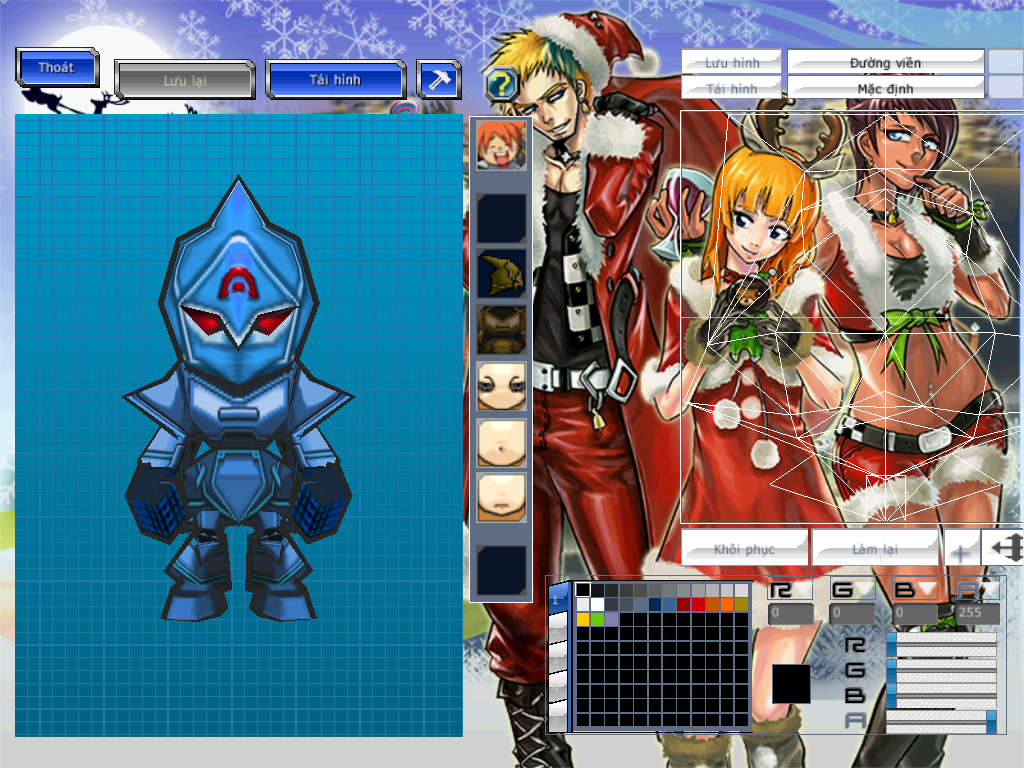 Thoát
Lưu lại
Tải hình
?
Lưu hình
Đường viền
Tải hình
Mặc định
Khôi phục
Làm lại
1
R G B A
0 0 0 255
R
G
B
A